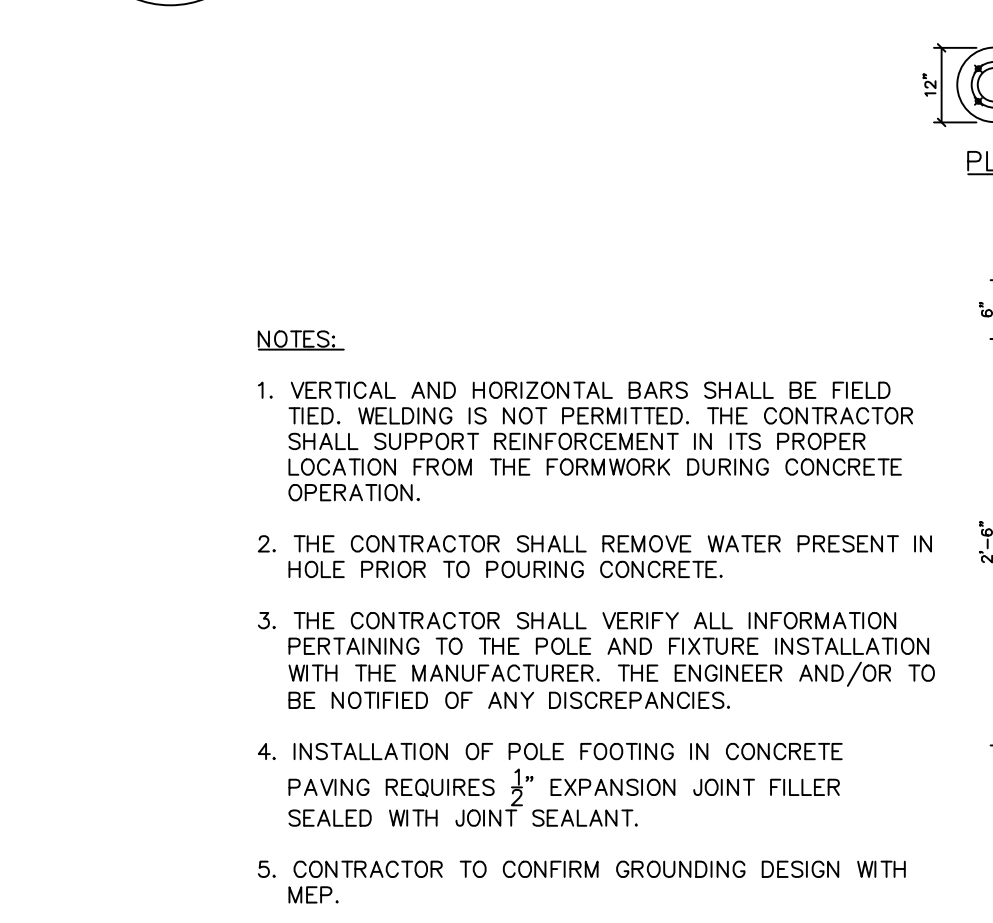 12"
PL
6"
NOTES:
1. VERTICAL AND HORIZONTAL BARS SHALL BE FIELD
TIED. WELDING IS NOT PERMITTED. THE CONTRACTOR
SHALL SUPPORT REINFORCEMENT IN ITS PROPER
LOCATION FROM THE FORMWORK DURING CONCRETE
OPERATION.
2'-6"
2. THE CONTRACTOR SHALL REMOVE WATER PRESENT IN
HOLE PRIOR TO POURING CONCRETE.
3. THE CONTRACTOR SHALL VERIFY ALL INFORMATION
PERTAINING TO THE POLE AND FIXTURE INSTALLATION
WITH THE MANUFACTURER. THE ENGINEER AND/OR TO
BE NOTIFIED OF ANY DISCREPANCIES.
4. INSTALLATION OF POLE FOOTING IN CONCRETE
PAVING REQUIRES 1/2" EXPANSION JOINT FILLER
SEALED WITH JOINT SEALANT.
5. CONTRACTOR TO CONFIRM GROUNDING DESIGN WITH
MEP.